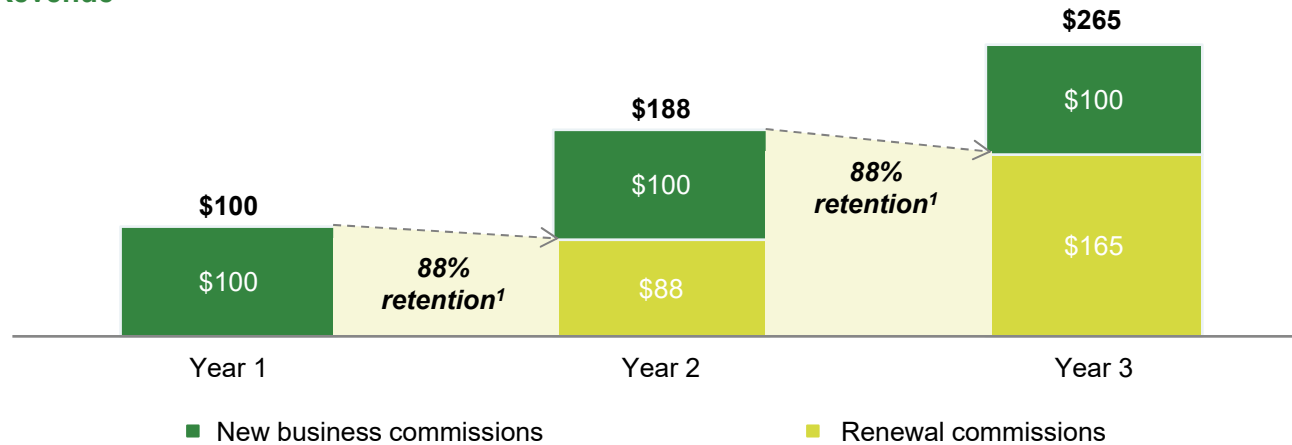 Revenue
$265
$100
$188
88%
retention1
$100
$100
$165
88%
retention1
$100
$88
Year 1
Year 2
Year 3
New business commissions
Renewal commissions